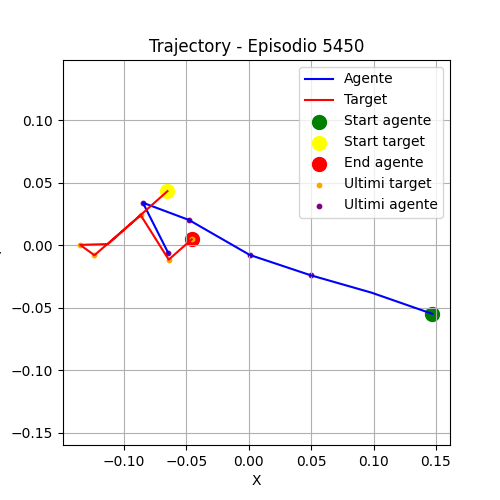 Trajectory - Episodio 5450
Agente
Target
Start agente
Start target
End agente
Ultimi target
Ultimi agente
0.10
0.05
0.00
−0.05
−0.10
−0.15
−0.10
−0.05
0.00
0.05
0.10
0.15
X